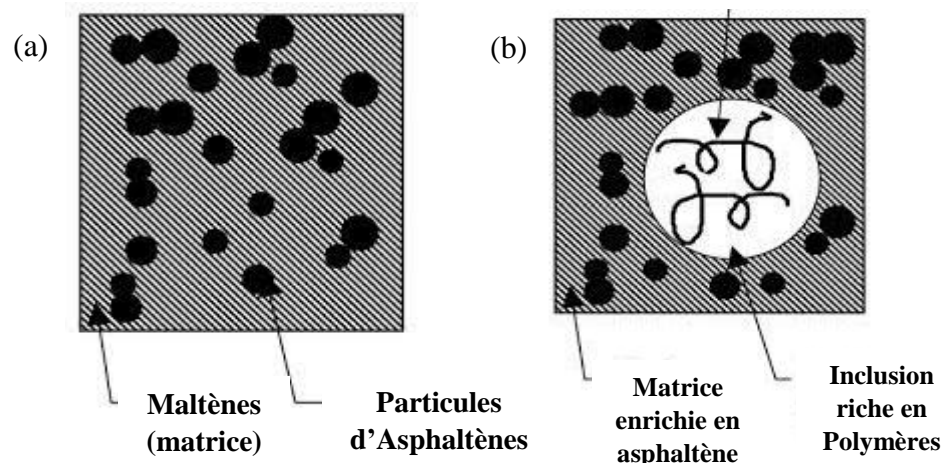 (a)
(b)
Maltènes
(matrice)
Particules
d’Asphaltènes
Matrice
enrichie en
asphaltène
Inclusion
riche en
Polymères